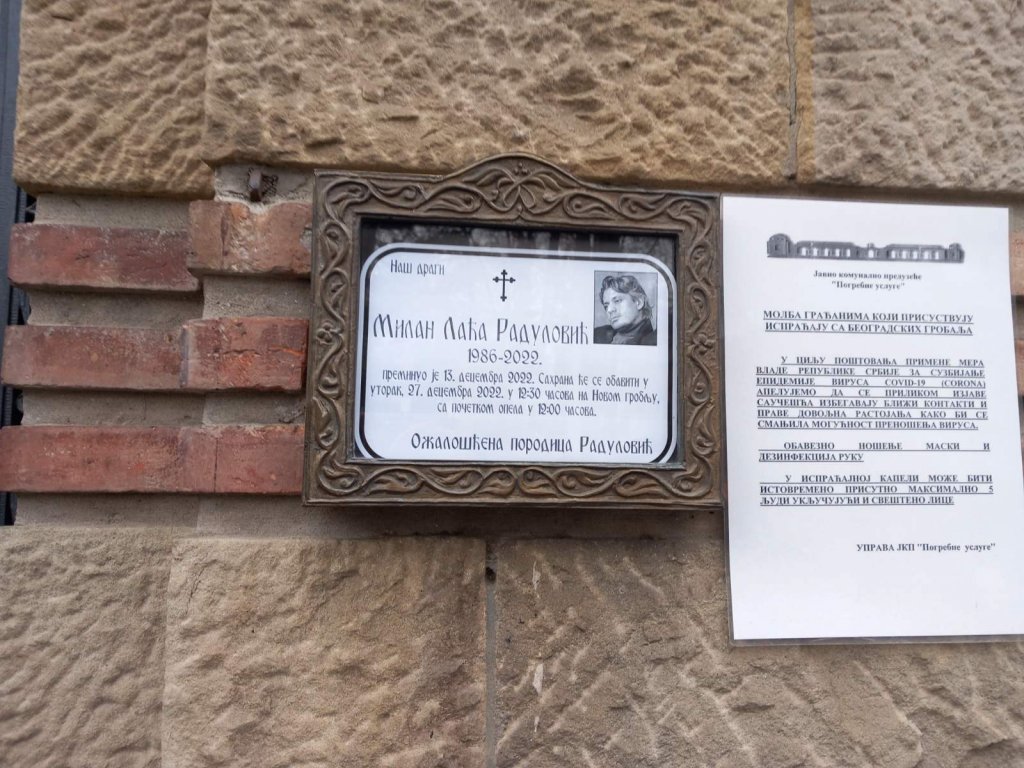 Наш драги
Милан Лаћа Радуловић
1986-2022.
преминуо је 13. децембра 2022. Сахрана ће се обавити у
уторак, 27. децембра 2022. у 12:30 часова на Новом гробљу,
са почетком опела у 12:00 часова.
Ожалошћена породица Радуловић
Јавно комунално предузеће
"Погребне услуге"
МОЛБА ГРАЂАНИМА КОЈИ ПРИСУСТВУЈУ
ИСПРАЋАЈУ СА БЕОГРАДСКИХ ГРОБАЉА
У ЦИЉУ ПОШТОВАЊА ПРИМЕНЕ МЕРА
ВЛАДЕ РЕПУБЛИКЕ СРБИЈЕ ЗА СУЗБИЈАЊЕ
ЕПИДЕМИЈЕ ВИРУСА COVID-19 (CORONA)
АПЕЛУЈЕМО ДА СЕ ПРИЛИКОМ ИЗЈАВЕ
САУЧЕШЋА ИЗБЕГАВАЈУ БЛИЖИ КОНТАКТИ И
ПРАВЕ ДОВОЉНА РАСТОЈАЊА КАКО БИ СЕ
СМАЊИЛА МОГУЋНОСТ ПРЕНОШЕЊА ВИРУСА.
ОБАВЕЗНО НОШЕЊЕ МАСКИ И
ДЕЗИНФЕКЦИЈА РУКУ
У ИСПРАЋАЈНОЈ КАПЕЛИ МОЖЕ БИТИ
ИСТОВРЕМЕНО ПРИСУТНО МАКСИМАЛНО 5
ЉУДИ УКЉУЧУЈУЋИ И СВЕШТЕНО ЛИЦЕ
УПРАВА ЈКП "Погребне услуге"